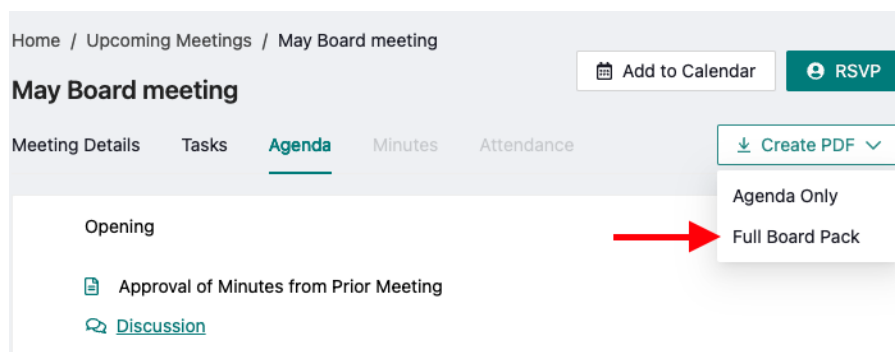 Home / Upcoming Meetings / May Board meeting
Add to Calendar
RSVP
May Board meeting
Meeting Details
Tasks
Agenda
Minutes
Attendance
Create PDF
Agenda Only
Full Board Pack
Opening
Approval of Minutes from Prior Meeting
Discussion